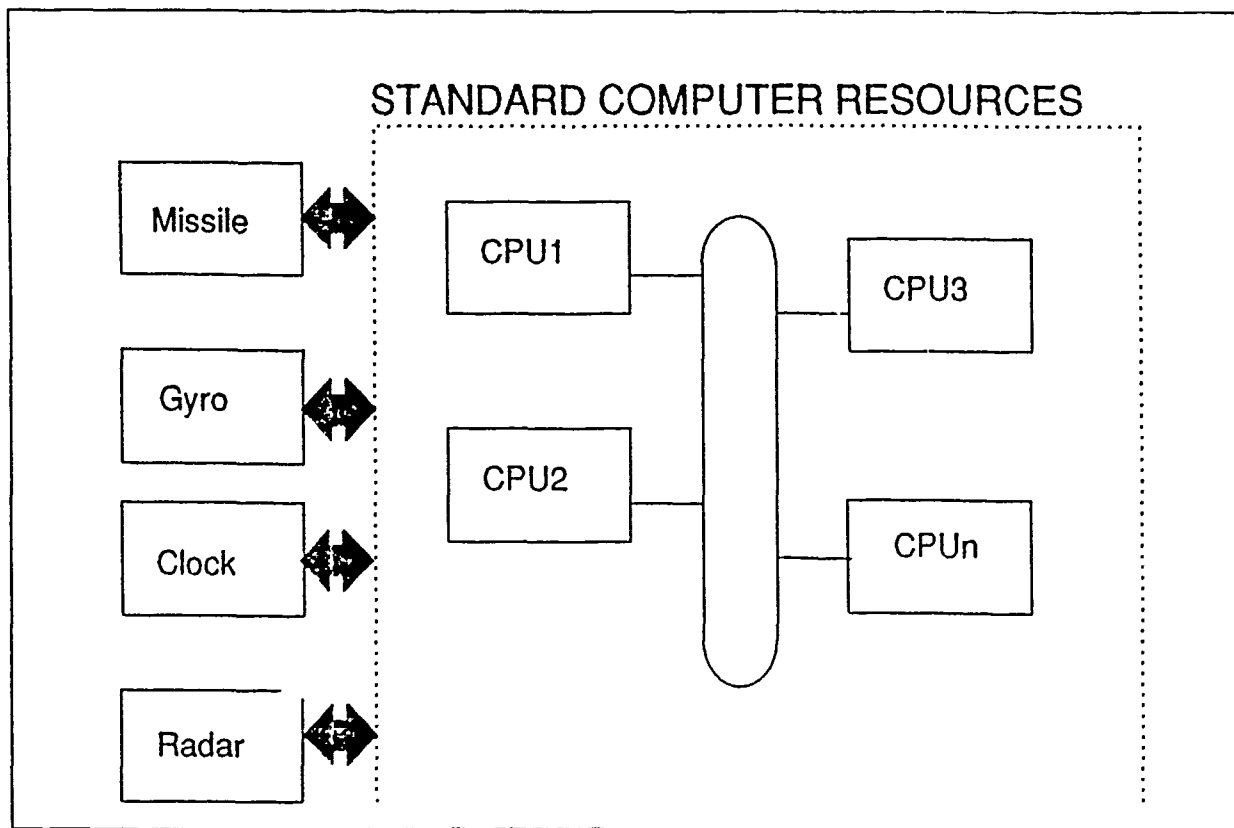 STANDARD COMPUTER RESOURCES
Missile
CPU1
CPU3
Gyro
CPU2
Clock
CPUn
Radar